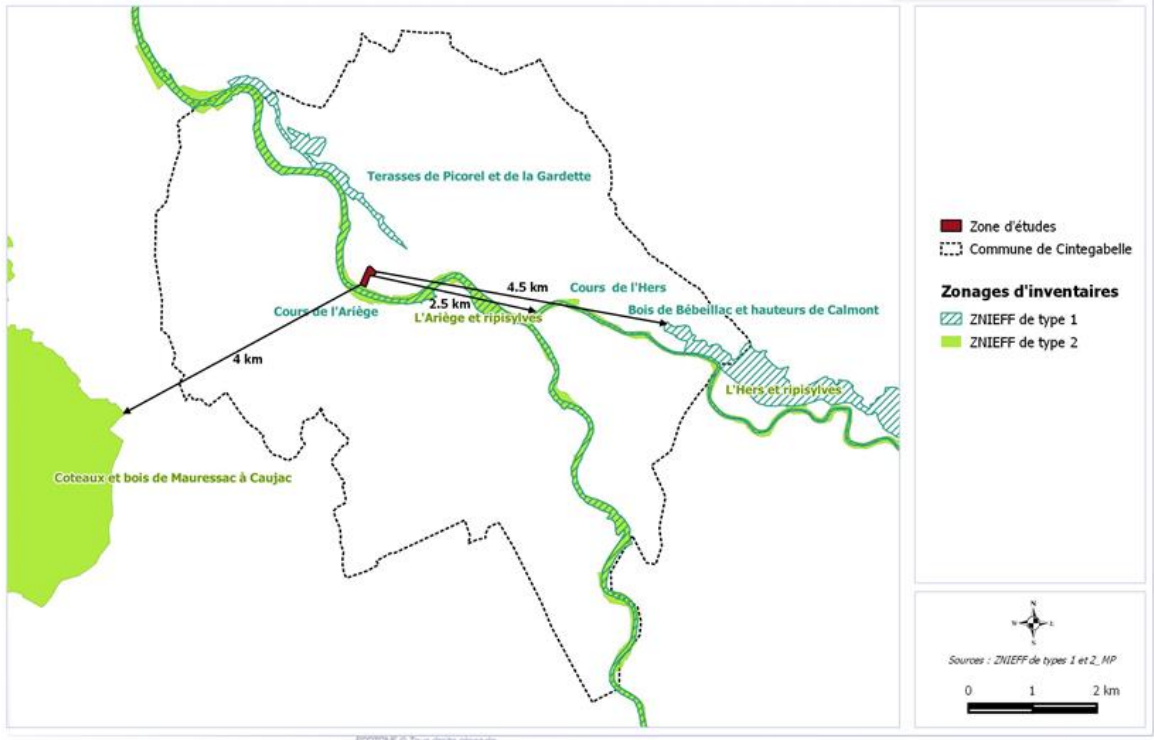 Terasses de Picorel et de la Gardette
4.5 km
Cours de l'Hers
2.5 km
Cours de l'Ariège
L'Ariège et ripisylves
Bois de Bébeillac et hauteurs de Calmont
4 km
L'Hers et ripisylves
Coteaux et bois de Mauressac à Caujac
Zone d'études
Commune de Cintegabelle
Zonages d'inventaires
ZNIEFF de type 1
ZNIEFF de type 2
N
Sources : ZNIEFF de types 1 et 2_MP
0 1 2 km